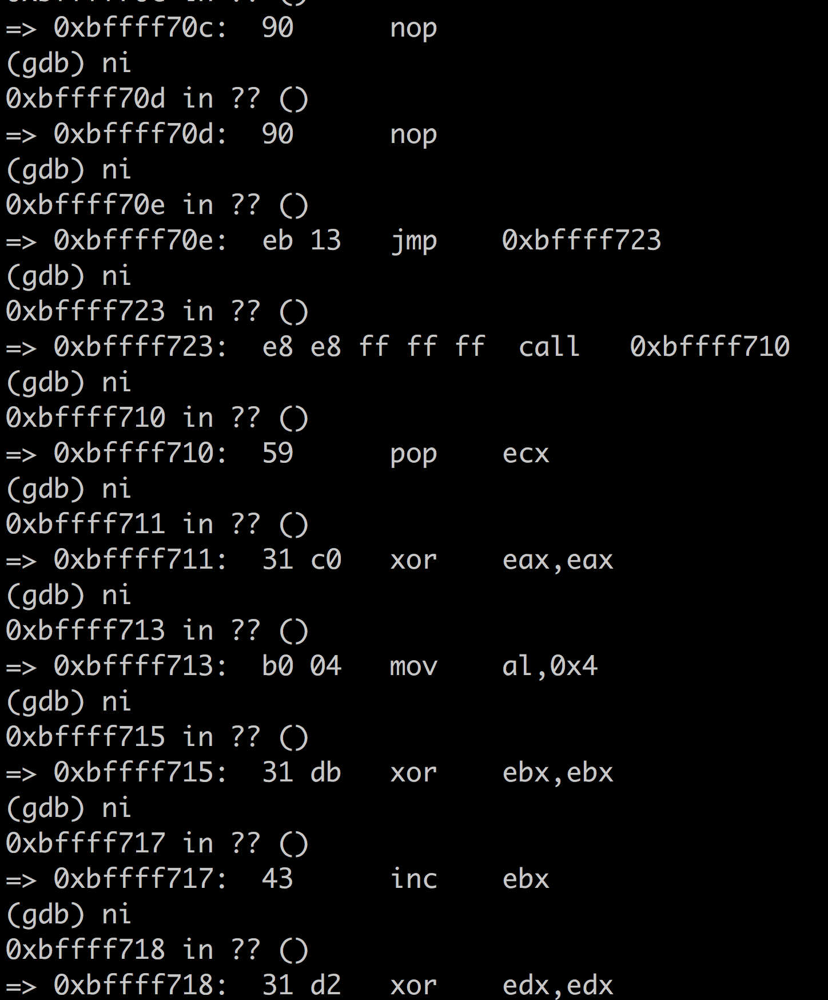 => 0xbffff70c:  90      nop
(gdb) ni
0xbffff70d in ?? ()
=> 0xbffff70d:  90      nop
(gdb) ni
0xbffff70e in ?? ()
=> 0xbffff70e:  eb 13   jmp    0xbffff723
(gdb) ni
0xbffff723 in ?? ()
=> 0xbffff723:  e8 e8 ff ff ff  call   0xbffff710
(gdb) ni
0xbffff710 in ?? ()
=> 0xbffff710:  59      pop    ecx
(gdb) ni
0xbffff711 in ?? ()
=> 0xbffff711:  31 c0   xor    eax,eax
(gdb) ni
0xbffff713 in ?? ()
=> 0xbffff713:  b0 04   mov    al,0x4
(gdb) ni
0xbffff715 in ?? ()
=> 0xbffff715:  31 db   xor    ebx,ebx
(gdb) ni
0xbffff717 in ?? ()
=> 0xbffff717:  43      inc    ebx
(gdb) ni
0xbffff718 in ?? ()
=> 0xbffff718:  31 d2   xor    edx,edx